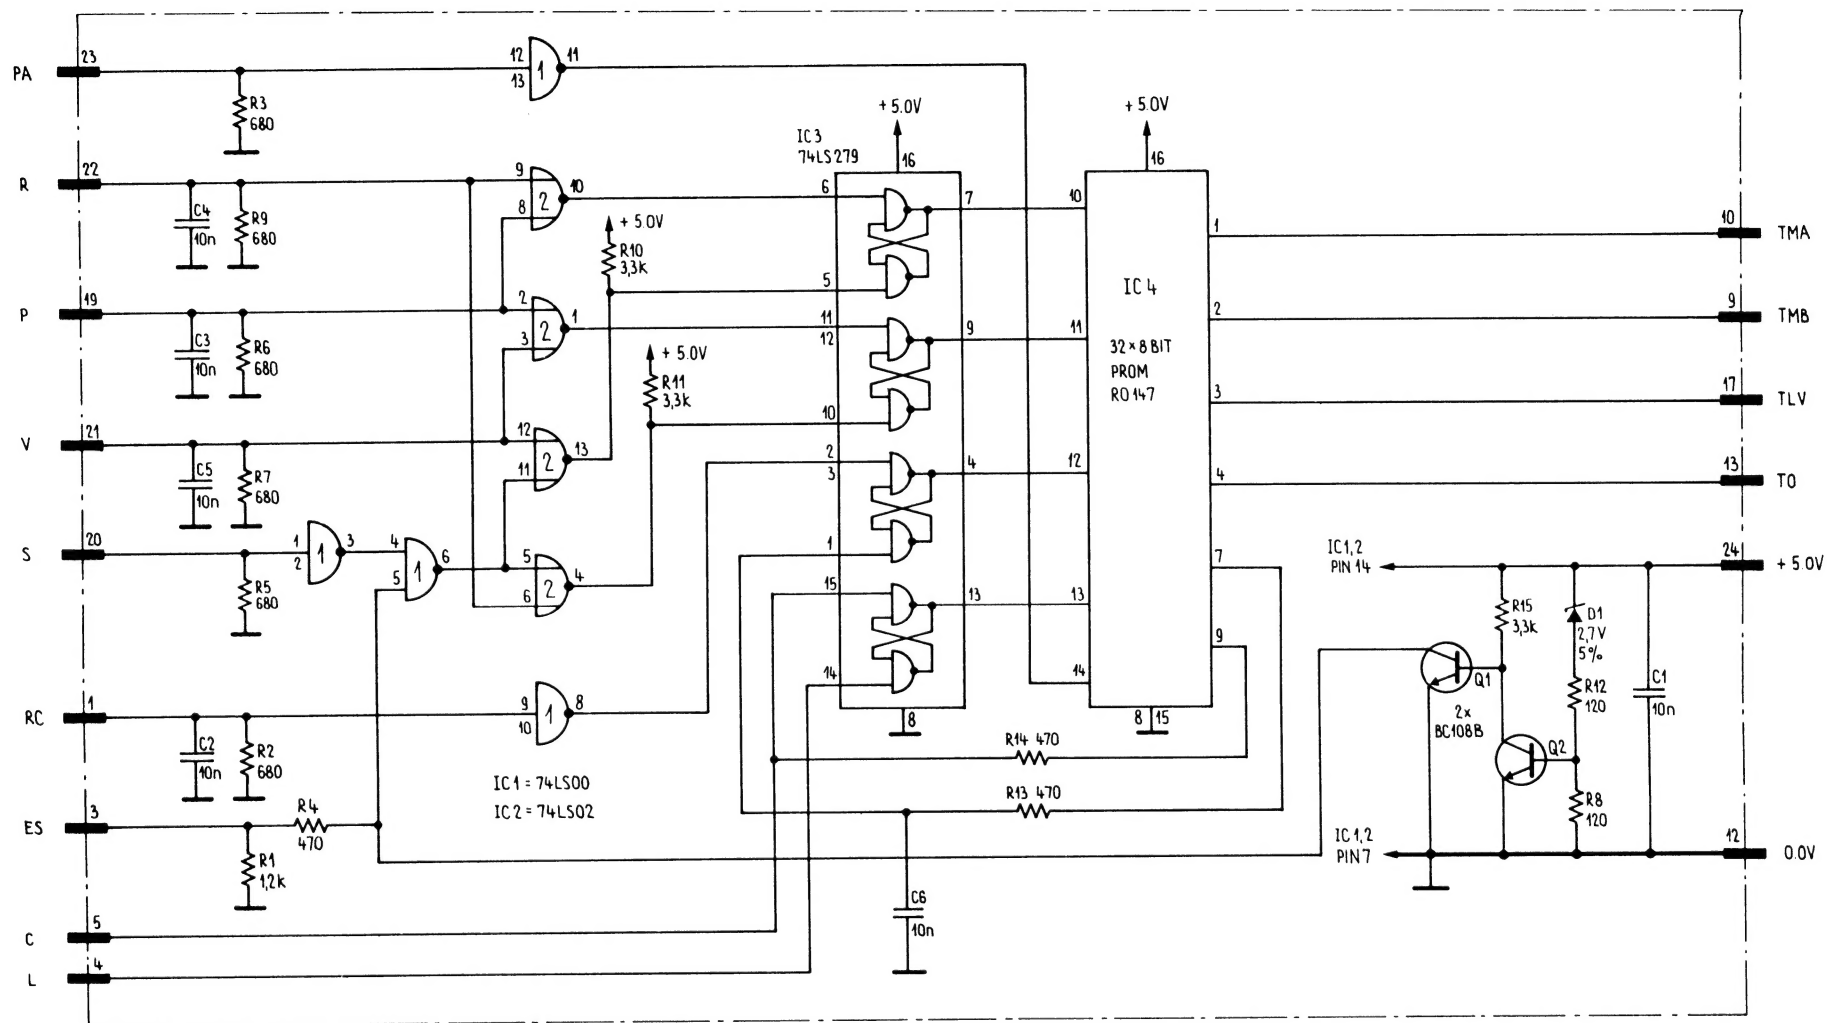 PA 23 12 13 1 11
R3 680
R 22 9 8 2 10
C4 10n R9 680
+ 5.0V
R10 3,3k
P 19 2 3 2 1
C3 10n R6 680
+ 5.0V
R11 3,3k
V 21 12 11 2 13
C5 10n R7 680
S 20 1 2 1 3 4 5 1 6 5 6 2 4
R5 680
RC 1 9 10 1 8
C2 10n R2 680
IC1 = 74LS00
IC2 = 74LS02
ES 3
R4 470
R1 1,2k
C 5
L 4
IC3
74LS279
+ 5.0V
16
6 7
5
11 12 9
10
2 3 4
1
15 13
14
8
+ 5.0V
16
10 1
11 2
IC4
32×8BIT
PROM
RO147
3
12 4
7
13 9
14
8 15
R14 470
R13 470
C6 10n
10 TMA
9 TMB
17 TLV
13 TO
24 + 5.0V
IC1,2
PIN 14
R15 3,3k
D1
2,7V
5%
Q1
2x
BC108B
R12 120
C1 10n
Q2
R8 120
IC1,2
PIN7
12 0.0V